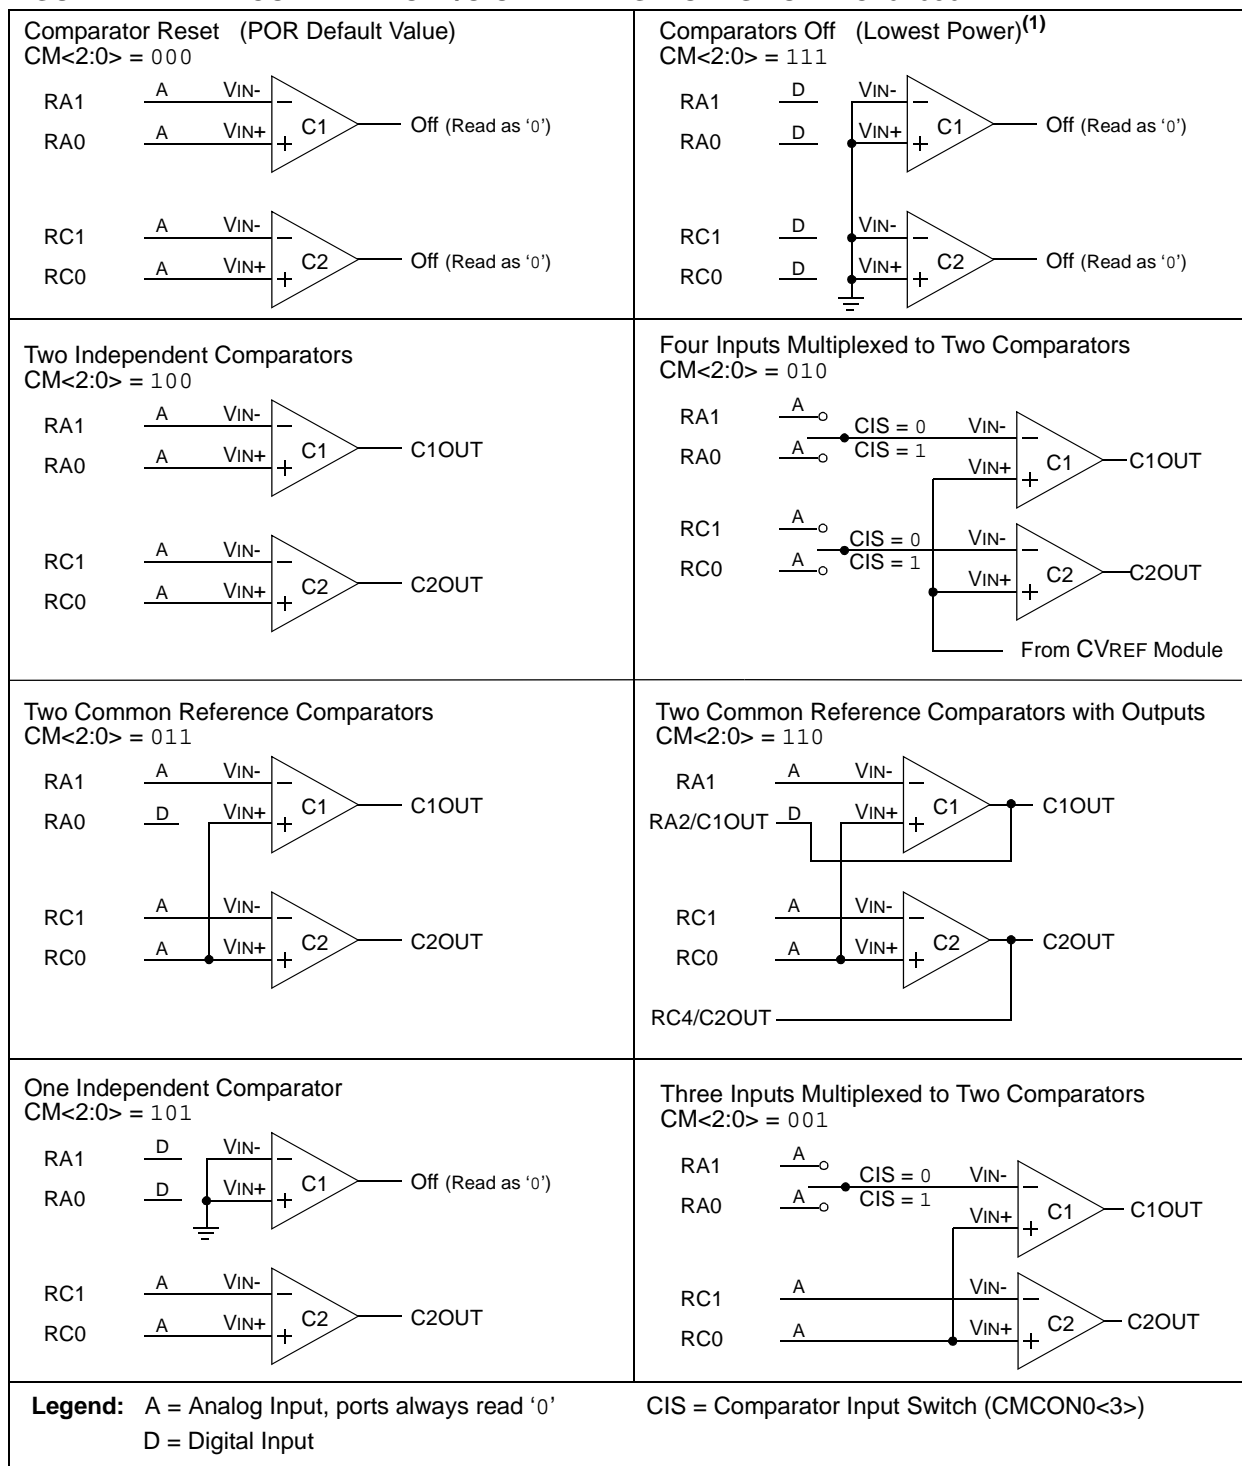 Comparator Reset (POR Default Value)
CM<2:0> = 000
RA1 A VIN-
RA0 A VIN+ C1 Off (Read as ‘0’)
RC1 A VIN-
RC0 A VIN+ C2 Off (Read as ‘0’)
Comparators Off (Lowest Power)(1)
CM<2:0> = 111
RA1 D VIN-
RA0 D VIN+ C1 Off (Read as ‘0’)
RC1 D VIN-
RC0 D VIN+ C2 Off (Read as ‘0’)
Two Independent Comparators
CM<2:0> = 100
RA1 A VIN-
RA0 A VIN+ C1 C1OUT
RC1 A VIN-
RC0 A VIN+ C2 C2OUT
Four Inputs Multiplexed to Two Comparators
CM<2:0> = 010
RA1 A CIS = 0 VIN-
RA0 A CIS = 1 VIN+ C1 C1OUT
RC1 A CIS = 0 VIN-
RC0 A CIS = 1 VIN+ C2 C2OUT
From CVREF Module
Two Common Reference Comparators
CM<2:0> = 011
RA1 A VIN-
RA0 D VIN+ C1 C1OUT
RC1 A VIN-
RC0 A VIN+ C2 C2OUT
Two Common Reference Comparators with Outputs
CM<2:0> = 110
RA1 A VIN-
RA2/C1OUT D VIN+ C1 C1OUT
RC1 A VIN-
RC0 A VIN+ C2 C2OUT
RC4/C2OUT
One Independent Comparator
CM<2:0> = 101
RA1 D VIN-
RA0 D VIN+ C1 Off (Read as ‘0’)
RC1 A VIN-
RC0 A VIN+ C2 C2OUT
Three Inputs Multiplexed to Two Comparators
CM<2:0> = 001
RA1 A CIS = 0 VIN-
RA0 A CIS = 1 VIN+ C1 C1OUT
RC1 A VIN-
RC0 A VIN+ C2 C2OUT
Legend: A = Analog Input, ports always read ‘0’ CIS = Comparator Input Switch (CMCON0<3>)
D = Digital Input